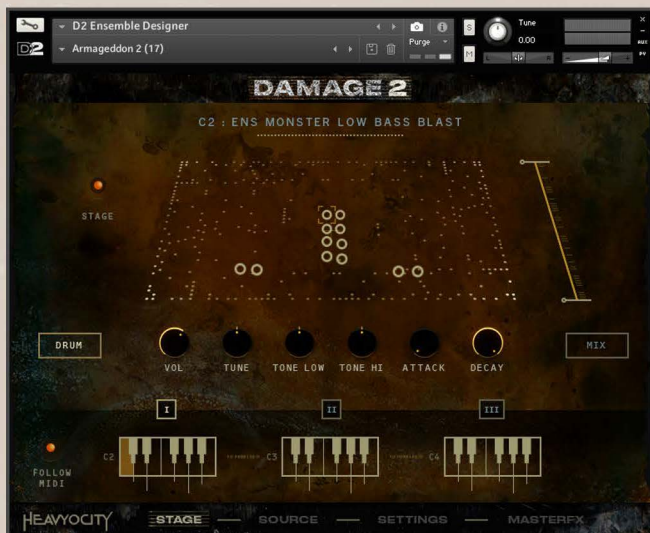 D2 Ensemble Designer
Tune
0.00
D2
Armageddon 2 (17)
Purge
S
M
L
R
AUX
PV
DAMAGE 2
C2 : ENS MONSTER LOW BASS BLAST
STAGE
DRUM
MIX
VOL
TUNE
TONE LOW
TONE HI
ATTACK
DECAY
I
II
III
C2
C3
C4
FOLLOW
MIDI
HEAVYOCITY
STAGE
SOURCE
SETTINGS
MASTERFX